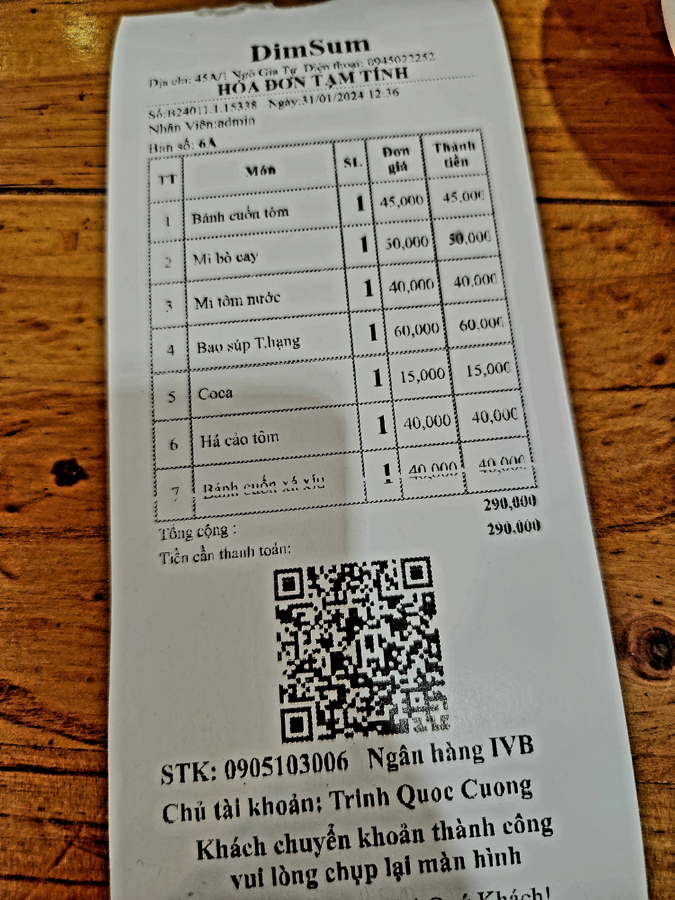 DimSum
Địa chỉ: 45A/1 Ngô Gia Tự Điện thoại: 0945022252
HÓA ĐƠN TẠM TÍNH
Số:B24011.1.15338 Ngày:31/01/2024 12:36
Nhân Viên:admin
Bàn số: 6A
TT Món SL Đơn giá Thành tiền
1 Bánh cuốn tôm 1 45,000 45,000
2 Mì bò cay 1 50,000 50,000
3 Mì tôm nước 1 40,000 40,000
4 Bao súp T.hạng 1 60,000 60,000
5 Coca 1 15,000 15,000
6 Há cảo tôm 1 40,000 40,000
7 Bánh cuốn xá xíu 1 40,000 40,000
Tổng cộng : 290,000
Tiền cần thanh toán: 290,000
STK: 0905103006 Ngân hàng IVB
Chủ tài khoản: Trinh Quoc Cuong
Khách chuyển khoản thành công
vui lòng chụp lại màn hình
Quý Khách!